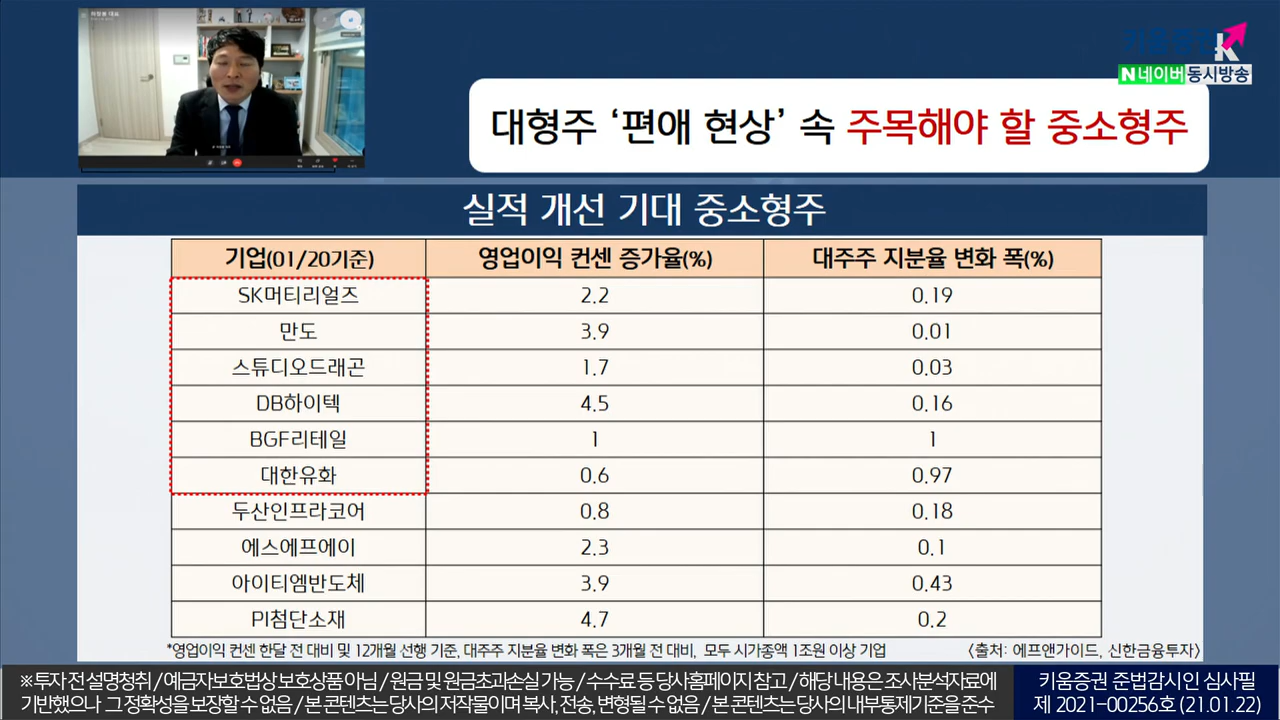 키움증권
N 네이버 동시방송
대형주 ‘편애 현상’ 속 주목해야 할 중소형주
실적 개선 기대 중소형주
기업(01/20기준) 영업이익 컨센 증가율(%) 대주주 지분율 변화 폭(%)
SK머티리얼즈 2.2 0.19
만도 3.9 0.01
스튜디오드래곤 1.7 0.03
DB하이텍 4.5 0.16
BGF리테일 1 1
대한유화 0.6 0.97
두산인프라코어 0.8 0.18
에스에프에이 2.3 0.1
아이티엠반도체 3.9 0.43
PI첨단소재 4.7 0.2
*영업이익 컨센 한달 전 대비 및 12개월 선행 기준, 대주주 지분율 변화 폭은 3개월 전 대비, 모두 시가종액 1조원 이상 기업 〈출처: 에프앤가이드, 신한금융투자〉
※ 투자 전 설명청취 / 예금자보호법상 보호상품 아님 / 원금 및 원금초과손실 가능 / 수수료 등 당사홈페이지 참고 / 해당 내용은 조사분석자료에
기반했으나 그 정확성을 보장할 수 없음 / 본 콘텐츠는 당사의 저작물이며 복사, 전송, 변형될 수 없음 / 본 콘텐츠는 당사의 내부통제기준을 준수
키움증권 준법감시인 심사필
제 2021-00256호 (21.01.22)